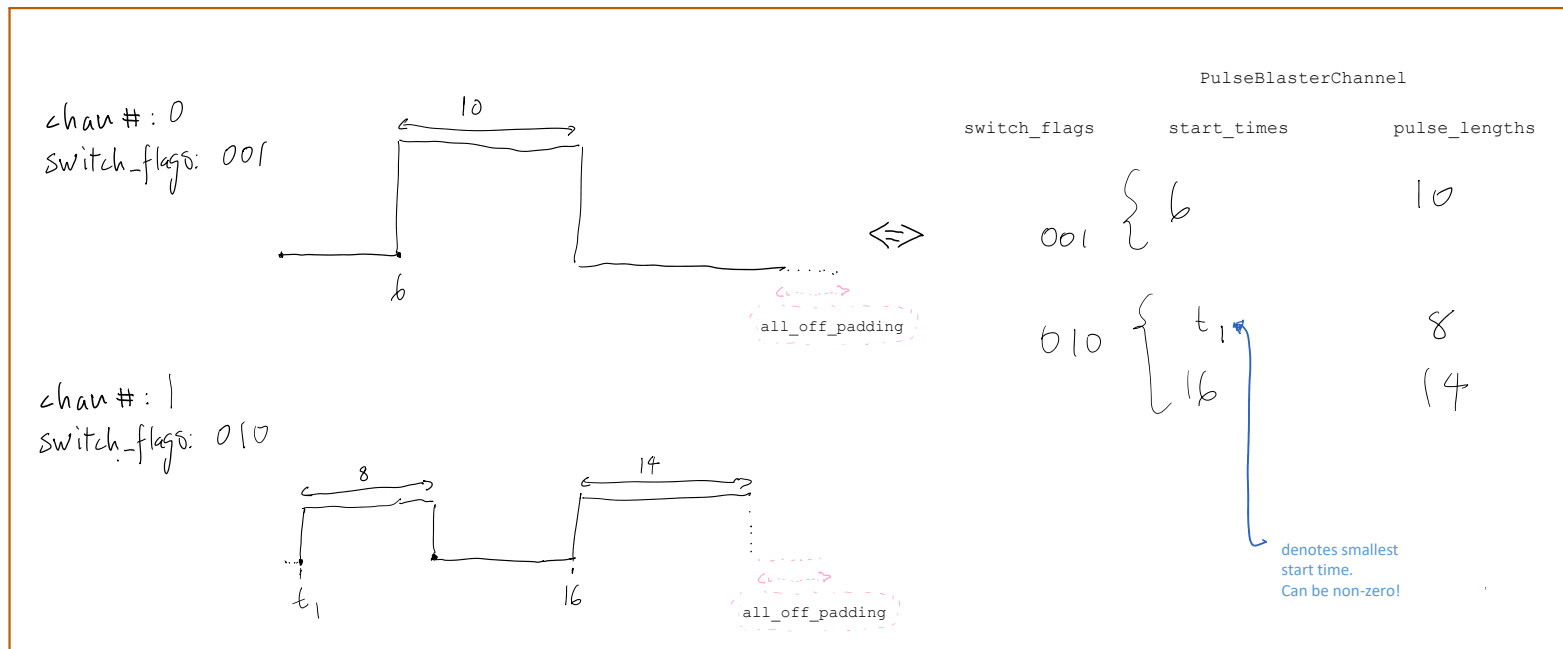 PulseBlasterChannel
chan #: 0
switch_flags: 001
10
6
all_off_padding
switch_flags start_times pulse_lengths
001 { 6 10
010 { t1 8
16 14
denotes smallest
start time.
Can be non-zero!
chan #: 1
switch_flags: 010
8
14
t1
16
all_off_padding